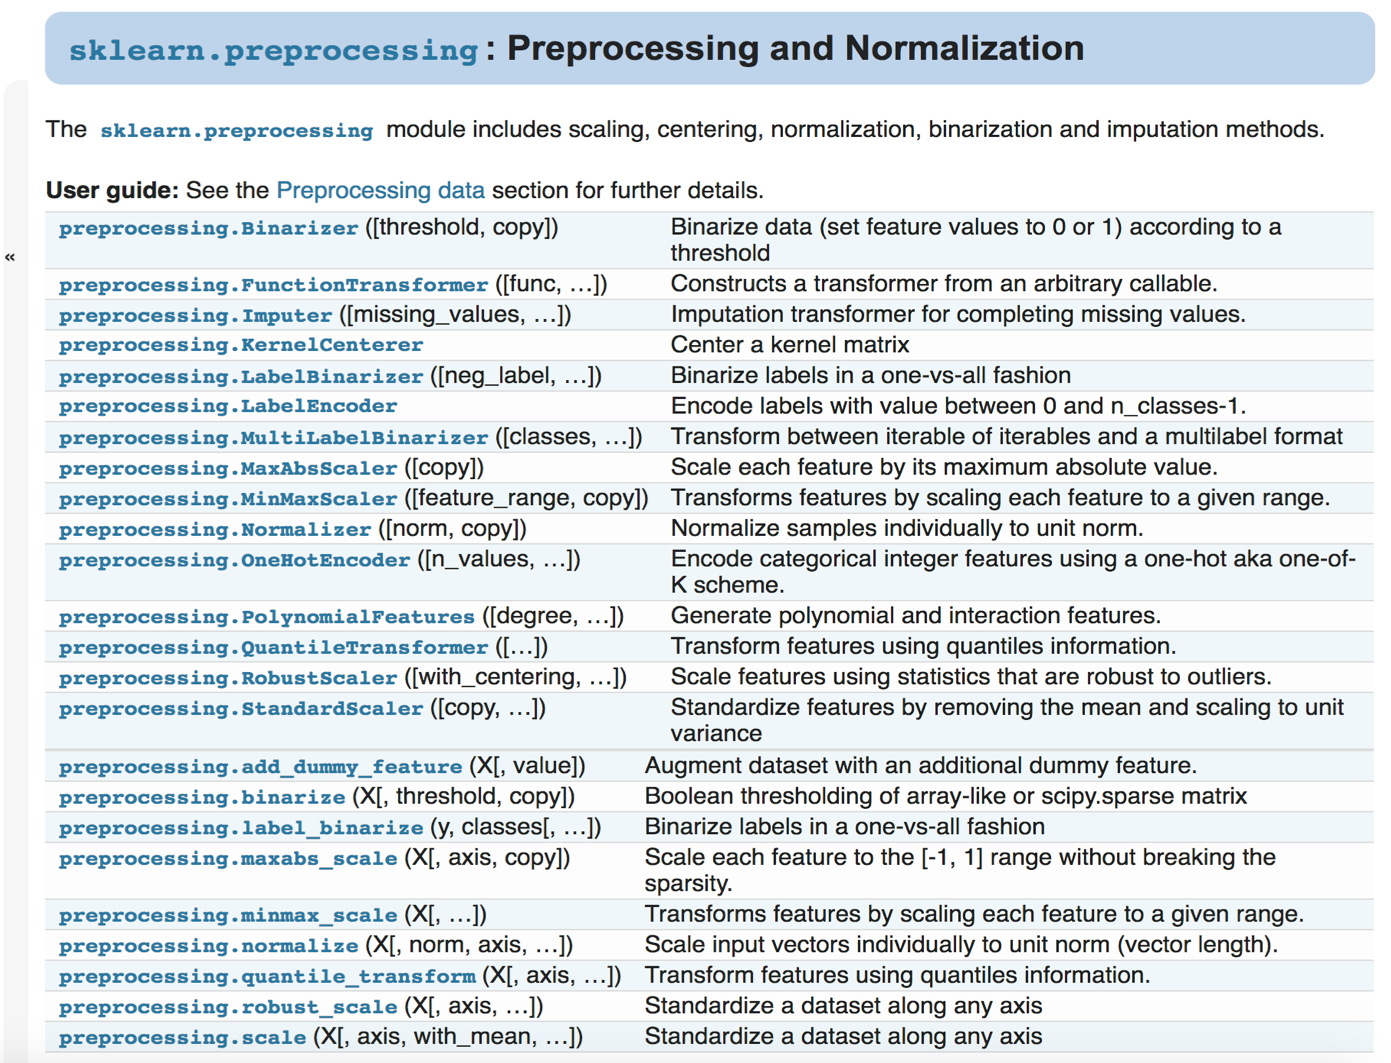 sklearn.preprocessing: Preprocessing and Normalization
The sklearn.preprocessing module includes scaling, centering, normalization, binarization and imputation methods.
User guide: See the Preprocessing data section for further details.
«
preprocessing.Binarizer ([threshold, copy]) Binarize data (set feature values to 0 or 1) according to a
threshold
preprocessing.FunctionTransformer ([func, ...]) Constructs a transformer from an arbitrary callable.
preprocessing.Imputer ([missing_values, ...]) Imputation transformer for completing missing values.
preprocessing.KernelCenterer Center a kernel matrix
preprocessing.LabelBinarizer ([neg_label, ...]) Binarize labels in a one-vs-all fashion
preprocessing.LabelEncoder Encode labels with value between 0 and n_classes-1.
preprocessing.MultiLabelBinarizer ([classes, ...]) Transform between iterable of iterables and a multilabel format
preprocessing.MaxAbsScaler ([copy]) Scale each feature by its maximum absolute value.
preprocessing.MinMaxScaler ([feature_range, copy]) Transforms features by scaling each feature to a given range.
preprocessing.Normalizer ([norm, copy]) Normalize samples individually to unit norm.
preprocessing.OneHotEncoder ([n_values, ...]) Encode categorical integer features using a one-hot aka one-of-
K scheme.
preprocessing.PolynomialFeatures ([degree, ...]) Generate polynomial and interaction features.
preprocessing.QuantileTransformer ([...]) Transform features using quantiles information.
preprocessing.RobustScaler ([with_centering, ...]) Scale features using statistics that are robust to outliers.
preprocessing.StandardScaler ([copy, ...]) Standardize features by removing the mean and scaling to unit
variance
preprocessing.add_dummy_feature (X[, value]) Augment dataset with an additional dummy feature.
preprocessing.binarize (X[, threshold, copy]) Boolean thresholding of array-like or scipy.sparse matrix
preprocessing.label_binarize (y, classes[, ...]) Binarize labels in a one-vs-all fashion
preprocessing.maxabs_scale (X[, axis, copy]) Scale each feature to the [-1, 1] range without breaking the
sparsity.
preprocessing.minmax_scale (X[, ...]) Transforms features by scaling each feature to a given range.
preprocessing.normalize (X[, norm, axis, ...]) Scale input vectors individually to unit norm (vector length).
preprocessing.quantile_transform (X[, axis, ...]) Transform features using quantiles information.
preprocessing.robust_scale (X[, axis, ...]) Standardize a dataset along any axis
preprocessing.scale (X[, axis, with_mean, ...]) Standardize a dataset along any axis